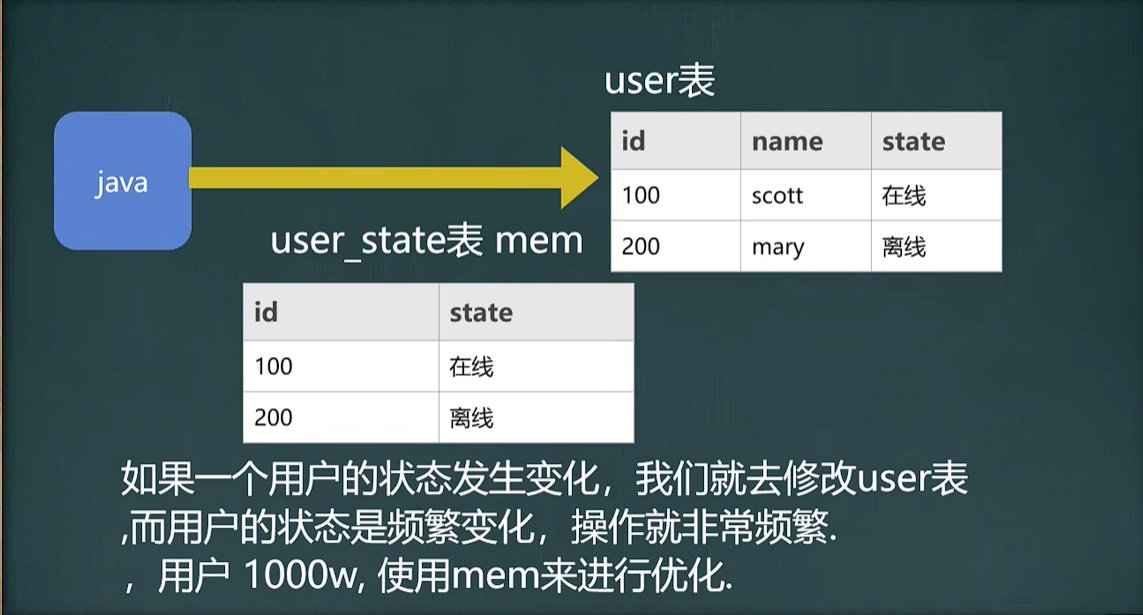 user表
java
id name state
100 scott 在线
200 mary 离线
user_state表 mem
id state
100 在线
200 离线
如果一个用户的状态发生变化，我们就去修改user表
,而用户的状态是频繁变化，操作就非常频繁.
，用户 1000w, 使用mem来进行优化.